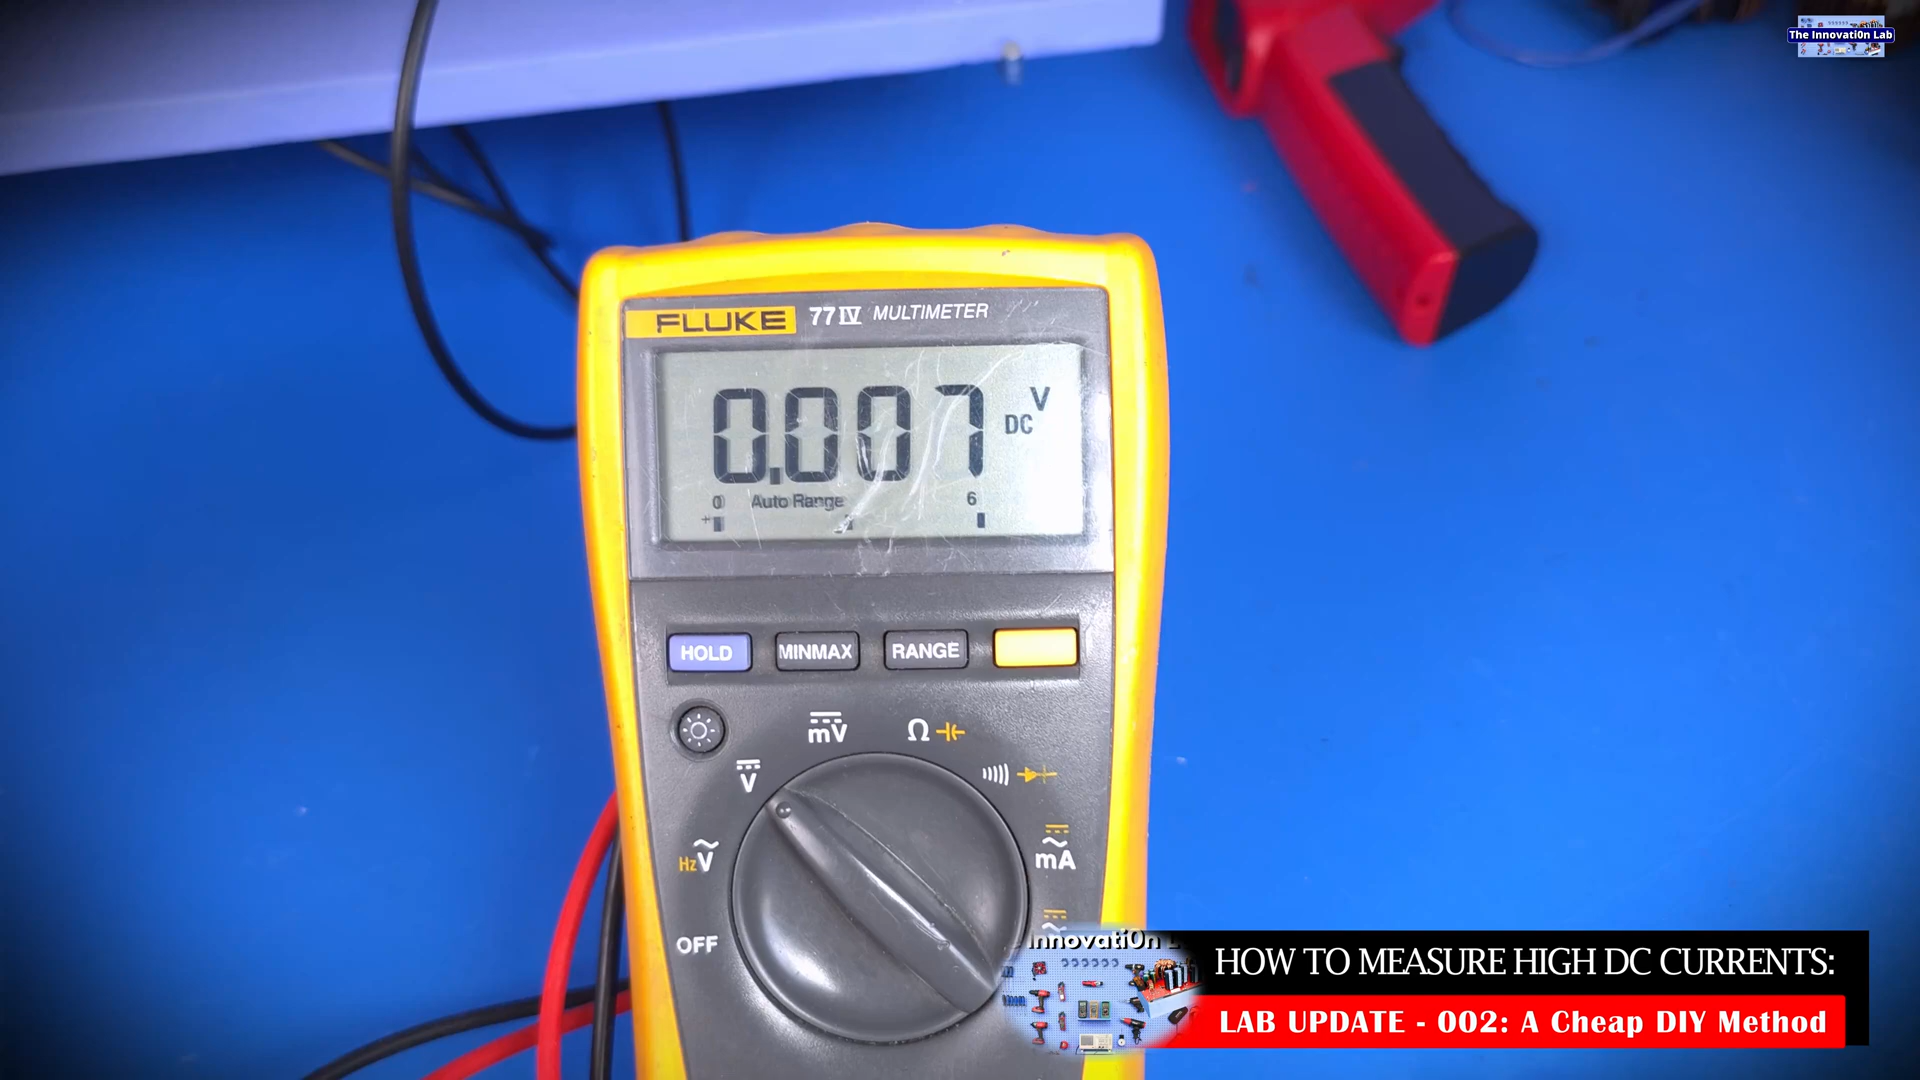 The Innovati0n Lab
FLUKE 77 IV MULTIMETER
0.007 DC V
0 Auto Range 6
HOLD MINMAX RANGE
mV Ω
V
Hz V mA
OFF
Innovati0n L
HOW TO MEASURE HIGH DC CURRENTS:
LAB UPDATE - 002: A Cheap DIY Method